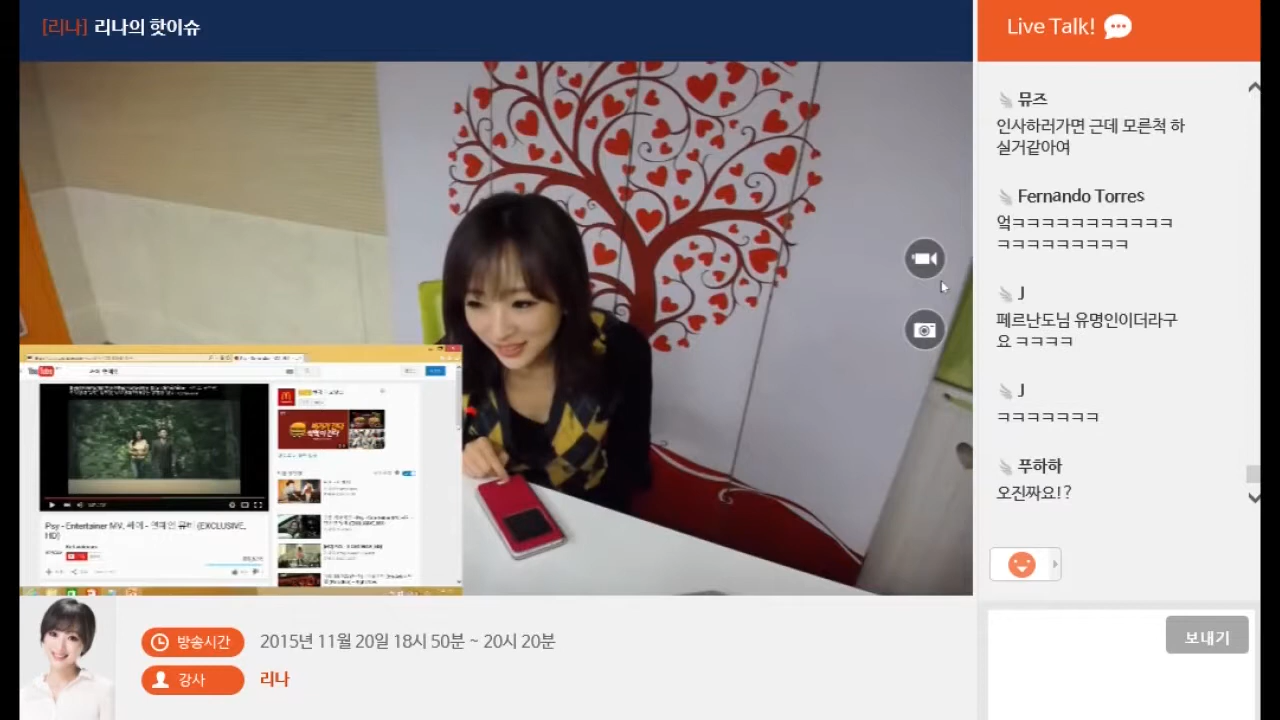 [리나] 리나의 핫이슈
Live Talk!
뮤즈
인사하러가면 근데 모른척 하
실거같아여
Fernando Torres
엌ㅋㅋㅋㅋㅋㅋㅋㅋㅋㅋㅋ
ㅋㅋㅋㅋㅋㅋㅋㅋㅋ
J
페르난도님 유명인이더라구
요 ㅋㅋㅋㅋ
J
ㅋㅋㅋㅋㅋㅋㅋ
푸하하
오진짜요!?
보내기
YouTube
Psy - Entertainer MV, 싸이 - 연예인 뮤비 (EXCLUSIVE,
HD)
방송시간 2015년 11월 20일 18시 50분 ~ 20시 20분
강사 리나